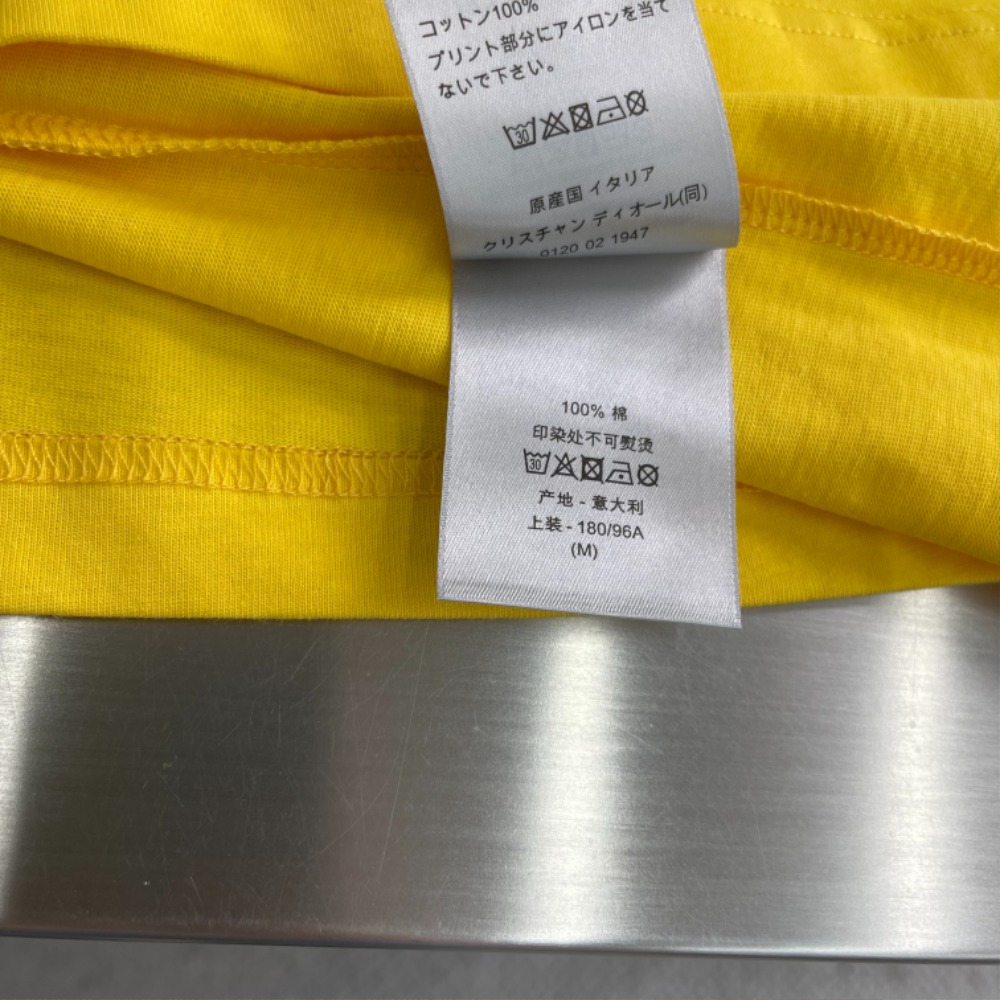 コットン100%
プリント部分にアイロンを当て
ないで下さい。
30
原産国 イタリア
クリスチャン ディオール(同)
0120 02 1947
100% 棉
印染处不可熨烫
30
产地 - 意大利
上装 - 180/96A
(M)